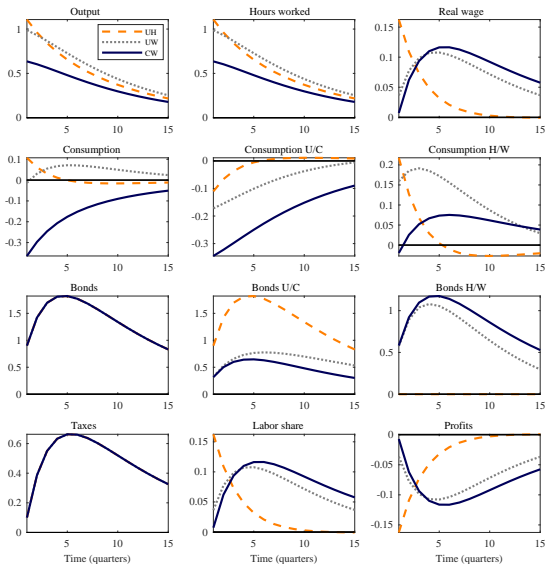 Output
Hours worked
Real wage
1
0.5
0
5 10 15
UH
UW
CW
1
0.5
0
5 10 15
0.15
0.1
0.05
0
5 10 15
Consumption
Consumption U/C
Consumption H/W
0.1
0
-0.1
-0.2
-0.3
5 10 15
0
-0.1
-0.2
-0.3
5 10 15
0.2
0.15
0.1
0.05
0
5 10 15
Bonds
Bonds U/C
Bonds H/W
1.5
1
0.5
0
5 10 15
1.5
1
0.5
0
5 10 15
1
0.5
0
5 10 15
Taxes
Labor share
Profits
0.6
0.4
0.2
0
5 10 15
0.15
0.1
0.05
0
5 10 15
0
-0.05
-0.1
-0.15
5 10 15
Time (quarters)
Time (quarters)
Time (quarters)